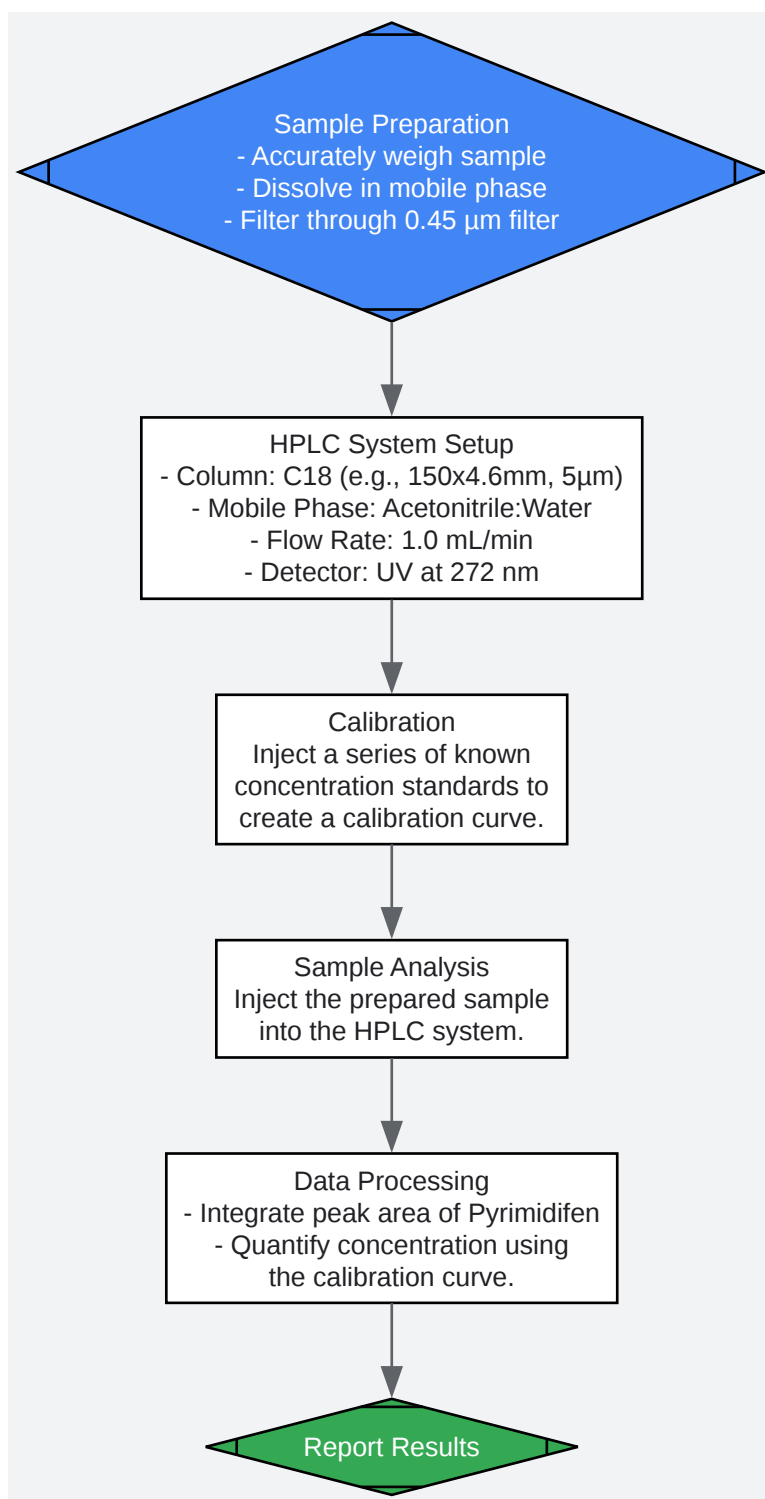 Sample Preparation
- Accurately weigh sample
- Dissolve in mobile phase
- Filter through 0.45 µm filter
HPLC System Setup
- Column: C18 (e.g., 150x4.6mm, 5µm)
- Mobile Phase: Acetonitrile:Water
- Flow Rate: 1.0 mL/min
- Detector: UV at 272 nm
Calibration
Inject a series of known
concentration standards to
create a calibration curve.
Sample Analysis
Inject the prepared sample
into the HPLC system.
Data Processing
- Integrate peak area of Pyrimidifen
- Quantify concentration using
the calibration curve.
Report Results